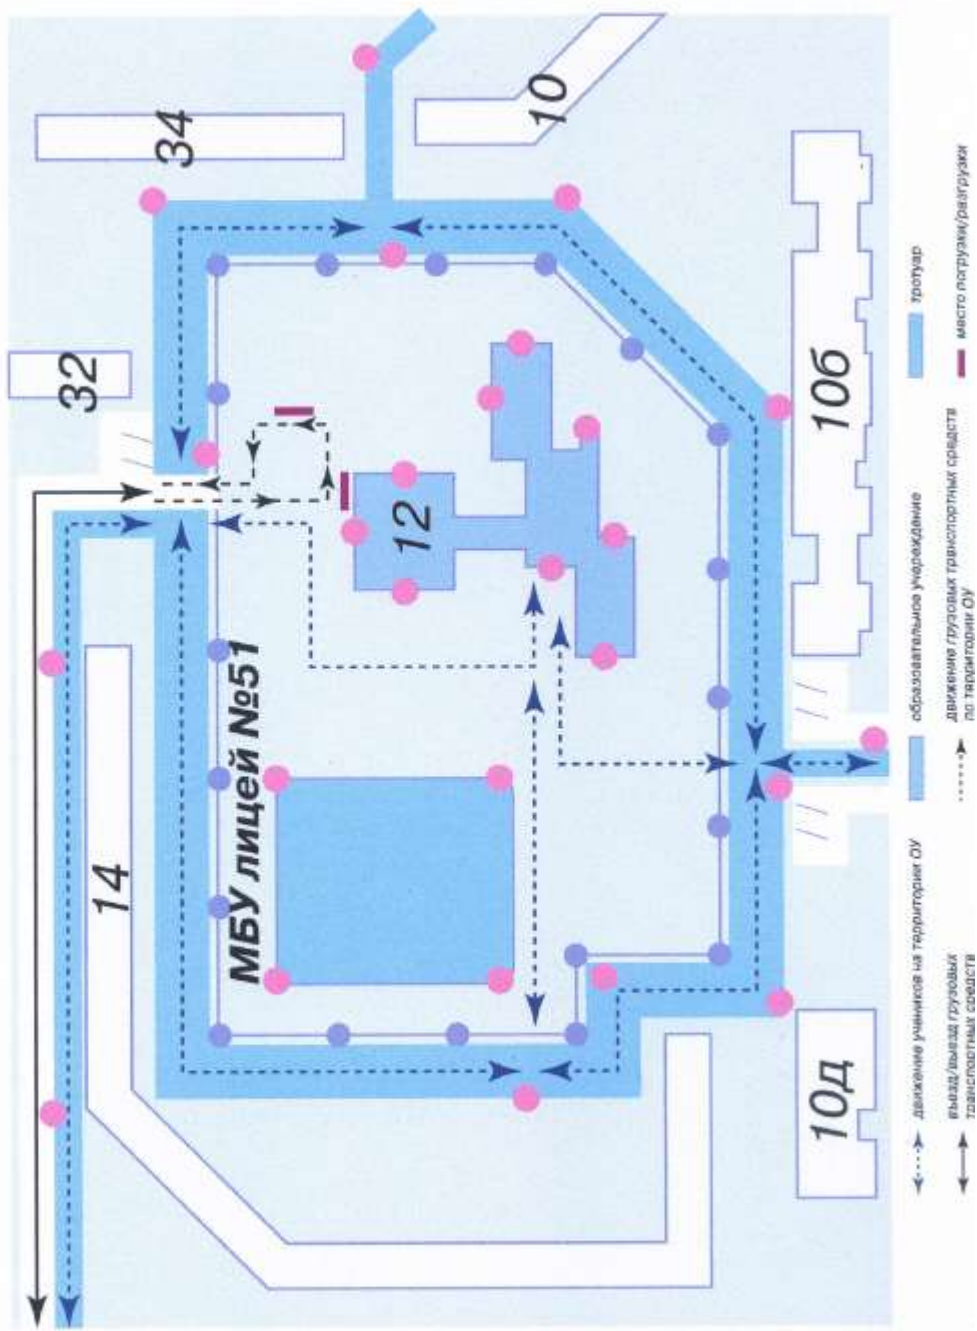 32
14
34
МБУ лицей №51
12
10
10д
10б
движение учеников на территории ОУ
образовательное учереждение
тротуар
въезд/выезд грузовых
транспортных средств
движение грузовых транспортных средств
по территории ОУ
место погрузки/разгрузки